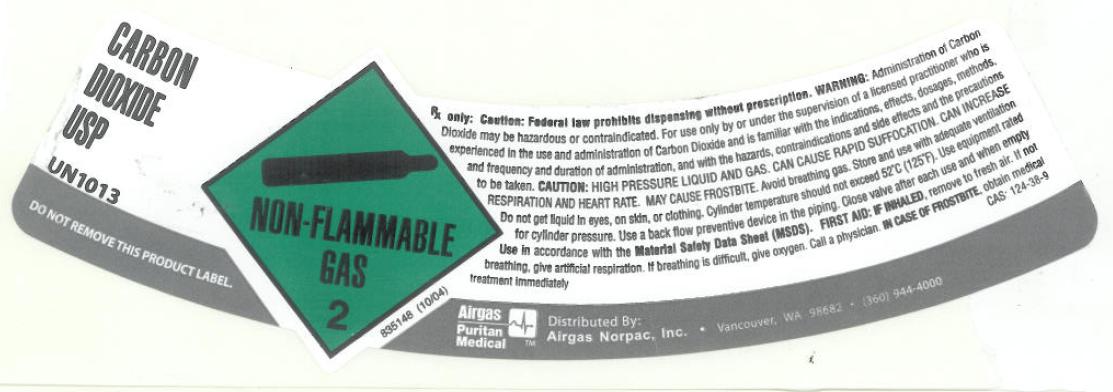 CARBON
DIOXIDE
USP
UN1013
DO NOT REMOVE THIS PRODUCT LABEL.
NON-FLAMMABLE
GAS
2
835148 (10/04)
℞ only: Caution: Federal law prohibits dispensing without prescription. WARNING: Administration of Carbon
Dioxide may be hazardous or contraindicated. For use only by or under the supervision of a licensed practitioner who is
experienced in the use and administration of Carbon Dioxide and is familiar with the indications, effects, dosages, methods,
and frequency and duration of administration, and with the hazards, contraindications and side effects and the precautions
to be taken. CAUTION: HIGH PRESSURE LIQUID AND GAS. CAN CAUSE RAPID SUFFOCATION. CAN INCREASE
RESPIRATION AND HEART RATE. MAY CAUSE FROSTBITE. Avoid breathing gas. Store and use with adequate ventilation
Do not get liquid in eyes, on skin, or clothing. Cylinder temperature should not exceed 52°C (125°F). Use equipment rated
for cylinder pressure. Use a back flow preventive device in the piping. Close valve after each use and when empty
Use in accordance with the Material Safety Data Sheet (MSDS). FIRST AID: IF INHALED, remove to fresh air. If not
breathing, give artificial respiration. If breathing is difficult, give oxygen. Call a physician. IN CASE OF FROSTBITE, obtain medical
treatment immediately
CAS: 124-38-9
Airgas
Puritan
Medical
TM
Distributed By:
Airgas Norpac, Inc. • Vancouver, WA 98682 • (360) 944-4000